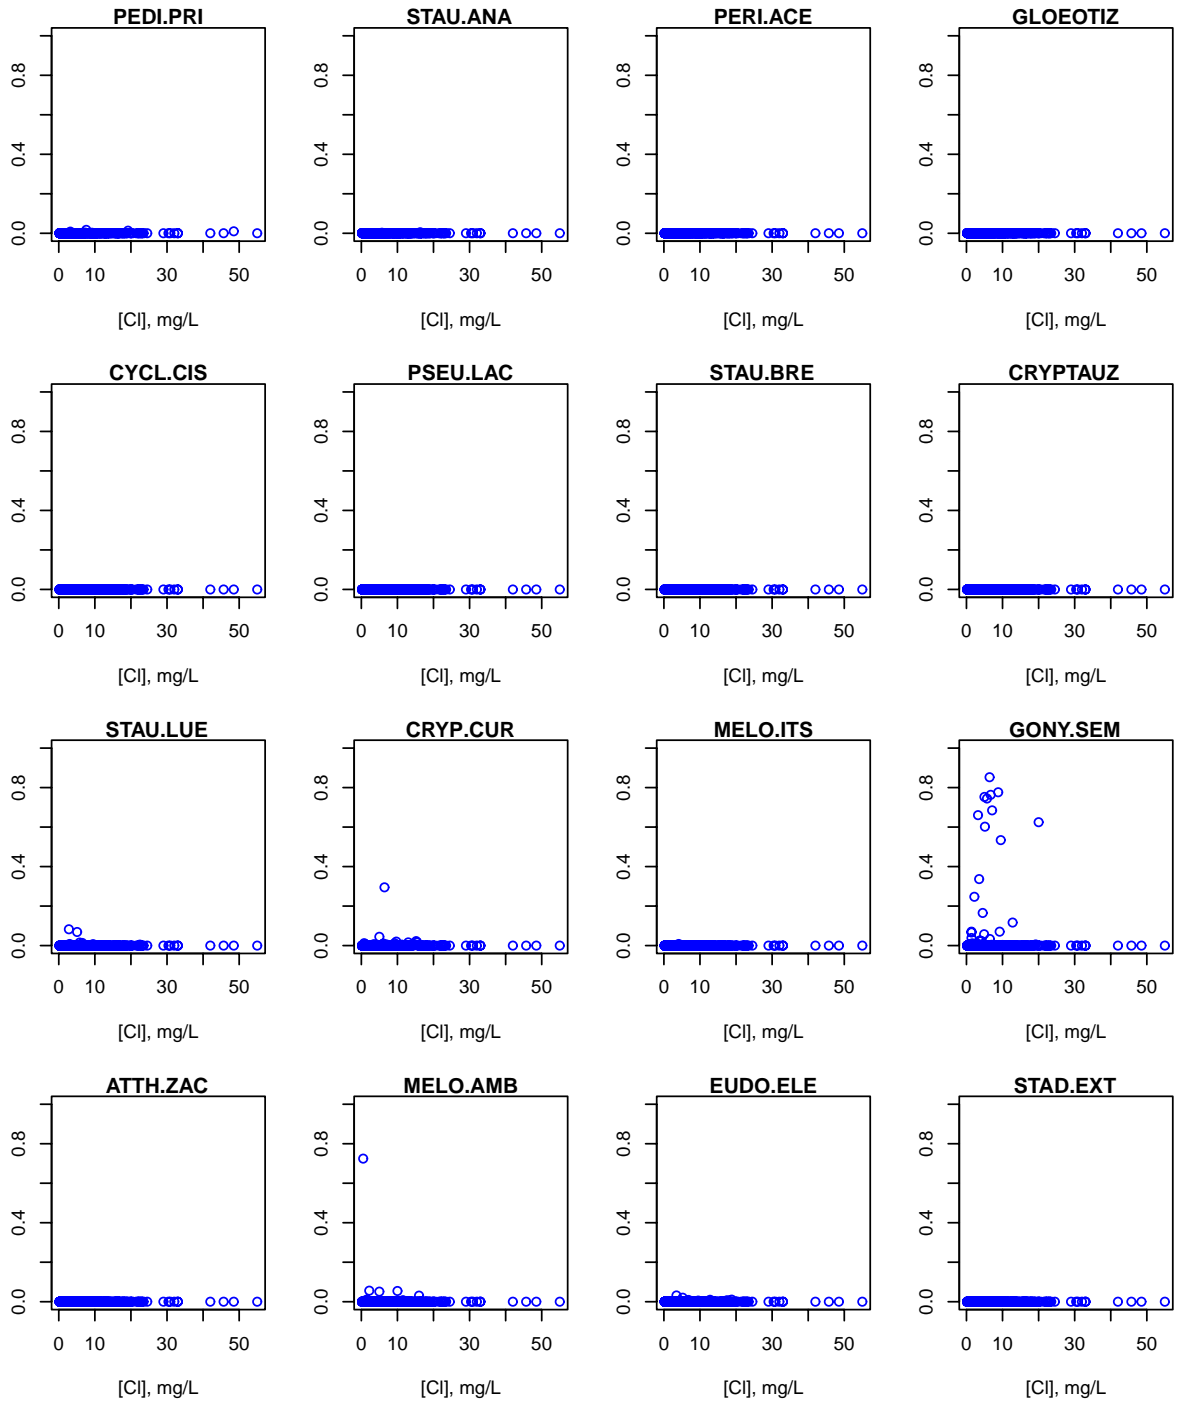 PEDI.PRI STAU.ANA PERI.ACE GLOEOTIZ
0.8 0.8 0.8 0.8
0.4 0.4 0.4 0.4
0.0 0.0 0.0 0.0
0 10 30 50 0 10 30 50 0 10 30 50 0 10 30 50
[Cl], mg/L [Cl], mg/L [Cl], mg/L [Cl], mg/L
CYCL.CIS PSEU.LAC STAU.BRE CRYPTAUZ
0.8 0.8 0.8 0.8
0.4 0.4 0.4 0.4
0.0 0.0 0.0 0.0
0 10 30 50 0 10 30 50 0 10 30 50 0 10 30 50
[Cl], mg/L [Cl], mg/L [Cl], mg/L [Cl], mg/L
STAU.LUE CRYP.CUR MELO.ITS GONY.SEM
0.8 0.8 0.8 0.8
0.4 0.4 0.4 0.4
0.0 0.0 0.0 0.0
0 10 30 50 0 10 30 50 0 10 30 50 0 10 30 50
[Cl], mg/L [Cl], mg/L [Cl], mg/L [Cl], mg/L
ATTH.ZAC MELO.AMB EUDO.ELE STAD.EXT
0.8 0.8 0.8 0.8
0.4 0.4 0.4 0.4
0.0 0.0 0.0 0.0
0 10 30 50 0 10 30 50 0 10 30 50 0 10 30 50
[Cl], mg/L [Cl], mg/L [Cl], mg/L [Cl], mg/L